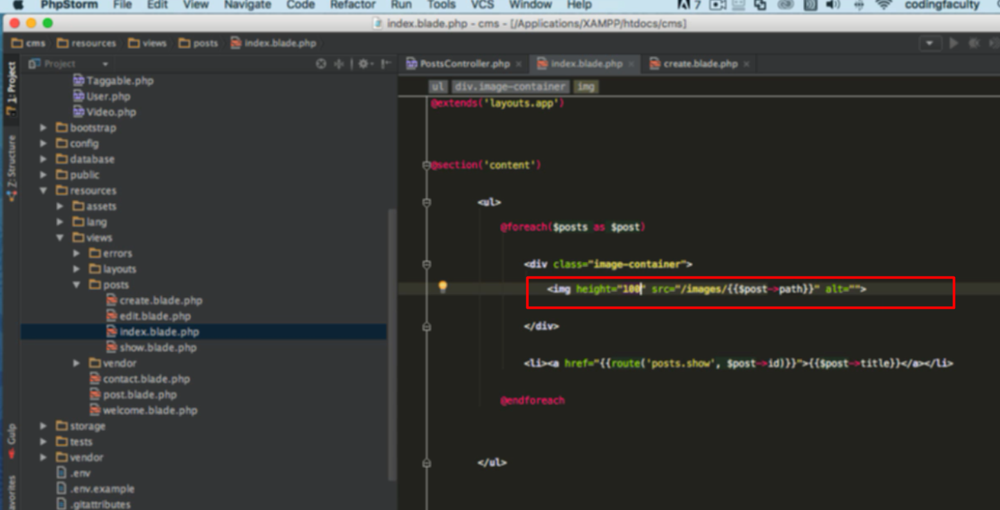 PhpStorm File Edit View Navigate Code Refactor Run Tools VCS Window Help 7 codingfaculty
index.blade.php - cms - [/Applications/XAMPP/htdocs/cms]
cms resources views posts index.blade.php
Project
PostsController.php × index.blade.php × create.blade.php ×
ul div.image-container img
1: Project
Z: Structure
Gulp
avorites
Taggable.php
User.php
Video.php
bootstrap
config
database
public
resources
assets
lang
views
errors
layouts
posts
create.blade.php
edit.blade.php
index.blade.php
show.blade.php
vendor
contact.blade.php
post.blade.php
welcome.blade.php
storage
tests
vendor
.env
.env.example
.gitattributes
@extends('layouts.app')
@section('content')
<ul>
@foreach($posts as $post)
<div class="image-container">
<img height="100" src="/images/{{$post->path}}" alt="">
</div>
<li><a href="{{route('posts.show', $post->id)}}">{{$post->title}}</a></li>
@endforeach
</ul>